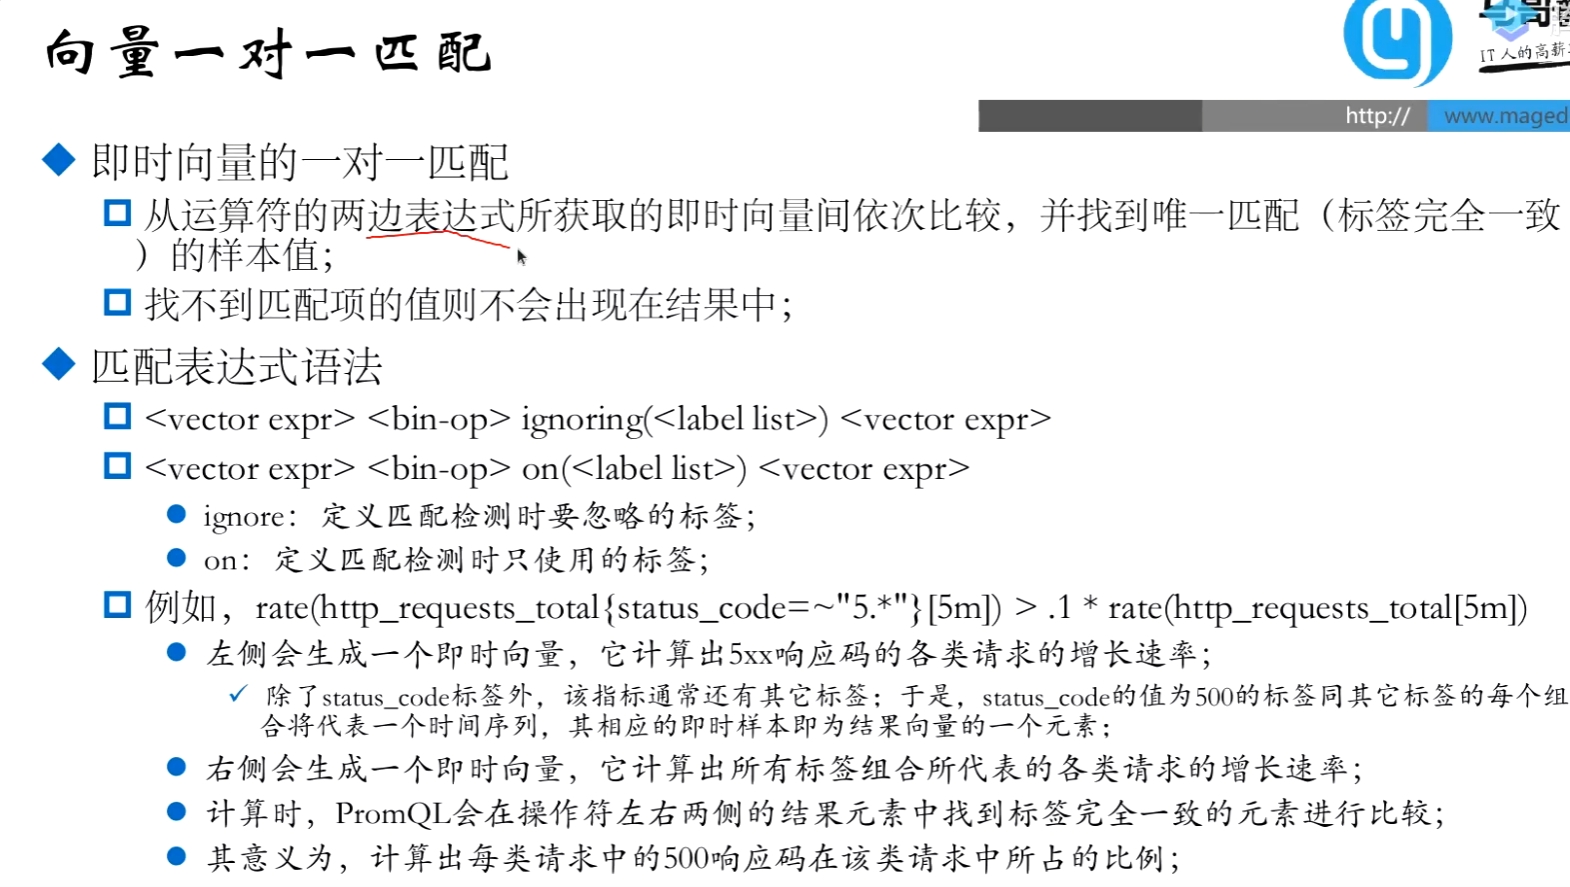 向量一对一匹配
IT人的高薪
http://
www.maged
即时向量的一对一匹配
从运算符的两边表达式所获取的即时向量间依次比较，并找到唯一匹配（标签完全一致
）的样本值；
找不到匹配项的值则不会出现在结果中；
匹配表达式语法
<vector expr> <bin-op> ignoring(<label list>) <vector expr>
<vector expr> <bin-op> on(<label list>) <vector expr>
ignore：定义匹配检测时要忽略的标签；
on：定义匹配检测时只使用的标签；
例如，rate(http_requests_total{status_code=~"5.*"}[5m]) > .1 * rate(http_requests_total[5m])
左侧会生成一个即时向量，它计算出5xx响应码的各类请求的增长速率；
除了status_code标签外，该指标通常还有其它标签；于是，status_code的值为500的标签同其它标签的每个组
合将代表一个时间序列，其相应的即时样本即为结果向量的一个元素；
右侧会生成一个即时向量，它计算出所有标签组合所代表的各类请求的增长速率；
计算时，PromQL会在操作符左右两侧的结果元素中找到标签完全一致的元素进行比较；
其意义为，计算出每类请求中的500响应码在该类请求中所占的比例；